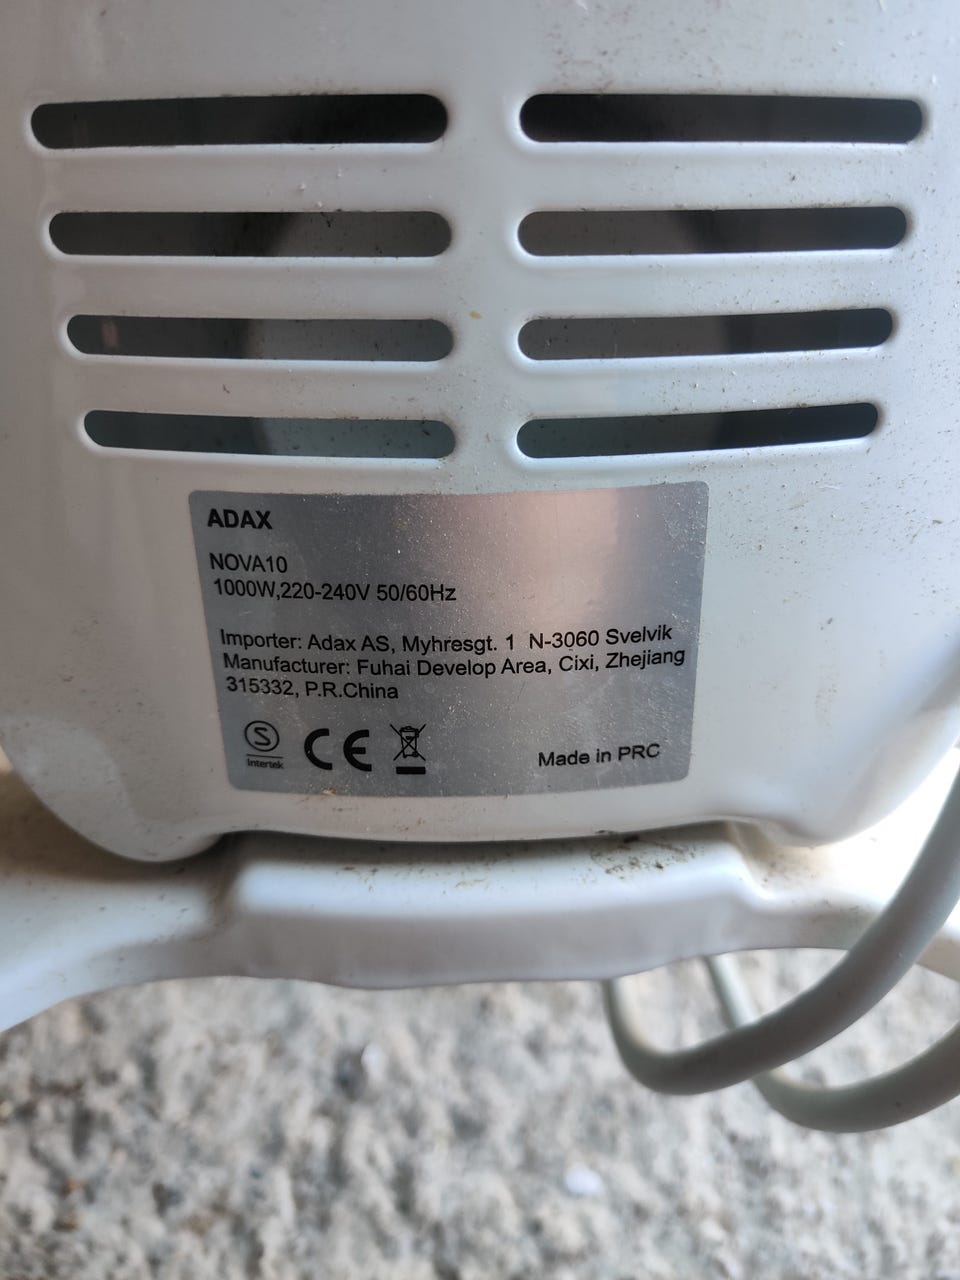 ADAX
NOVA10
1000W,220-240V 50/60Hz
Importer: Adax AS, Myhresgt. 1 N-3060 Svelvik
Manufacturer: Fuhai Develop Area, Cixi, Zhejiang
315332, P.R.China
S
Intertek
CE
Made in PRC